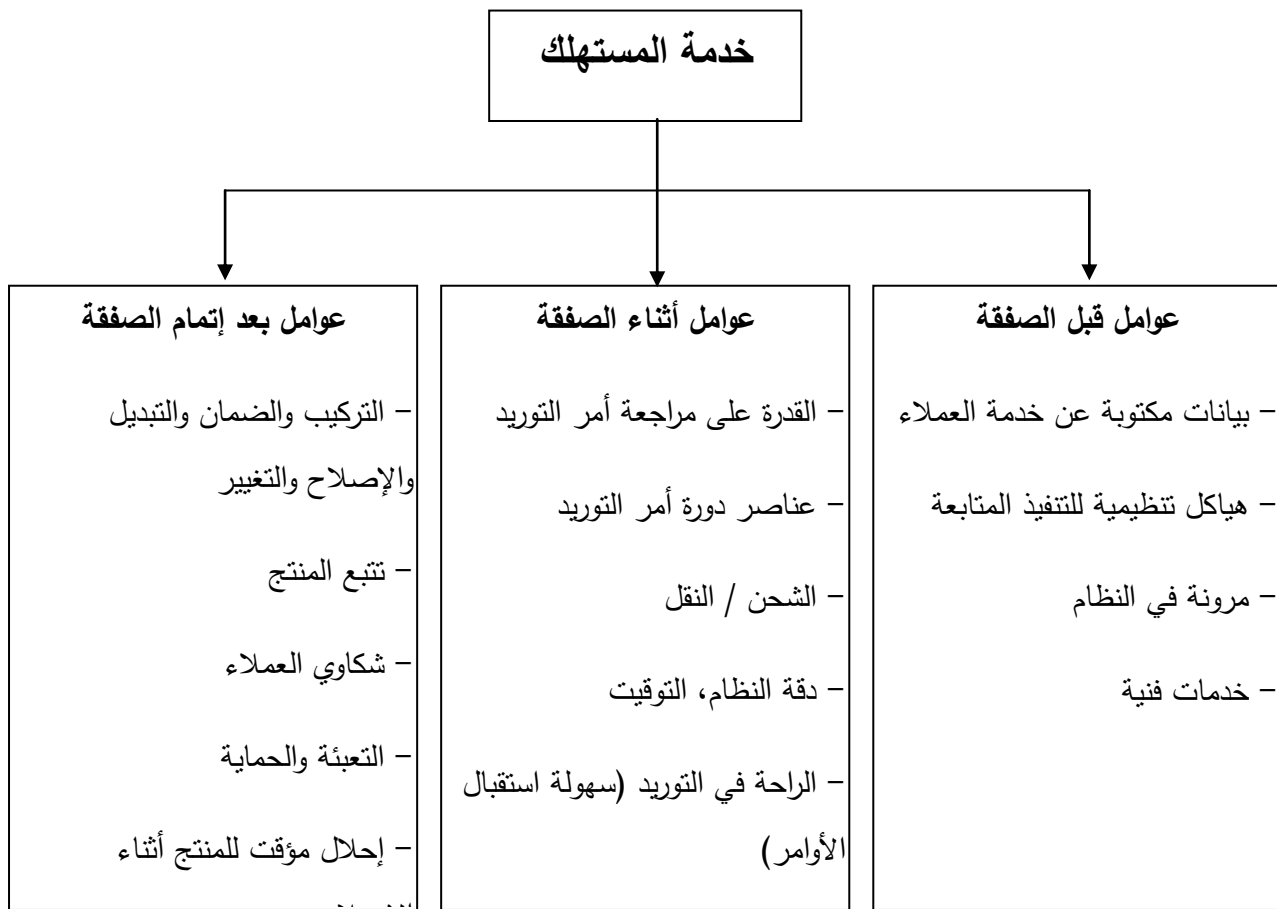 خدمة المستهلك
عوامل قبل الصفقة
- بيانات مكتوبة عن خدمة العملاء
- هياكل تنظيمية للتنفيذ المتابعة
- مرونة في النظام
- خدمات فنية
عوامل أثناء الصفقة
- القدرة على مراجعة أمر التوريد
- عناصر دورة أمر التوريد
- الشحن / النقل
- دقة النظام، التوقيت
- الراحة في التوريد (سهولة استقبال
الأوامر)
عوامل بعد إتمام الصفقة
- التركيب والضمان والتبديل
والإصلاح والتغيير
- تتبع المنتج
- شكاوي العملاء
- التعبئة والحماية
- إحلال مؤقت للمنتج أثناء